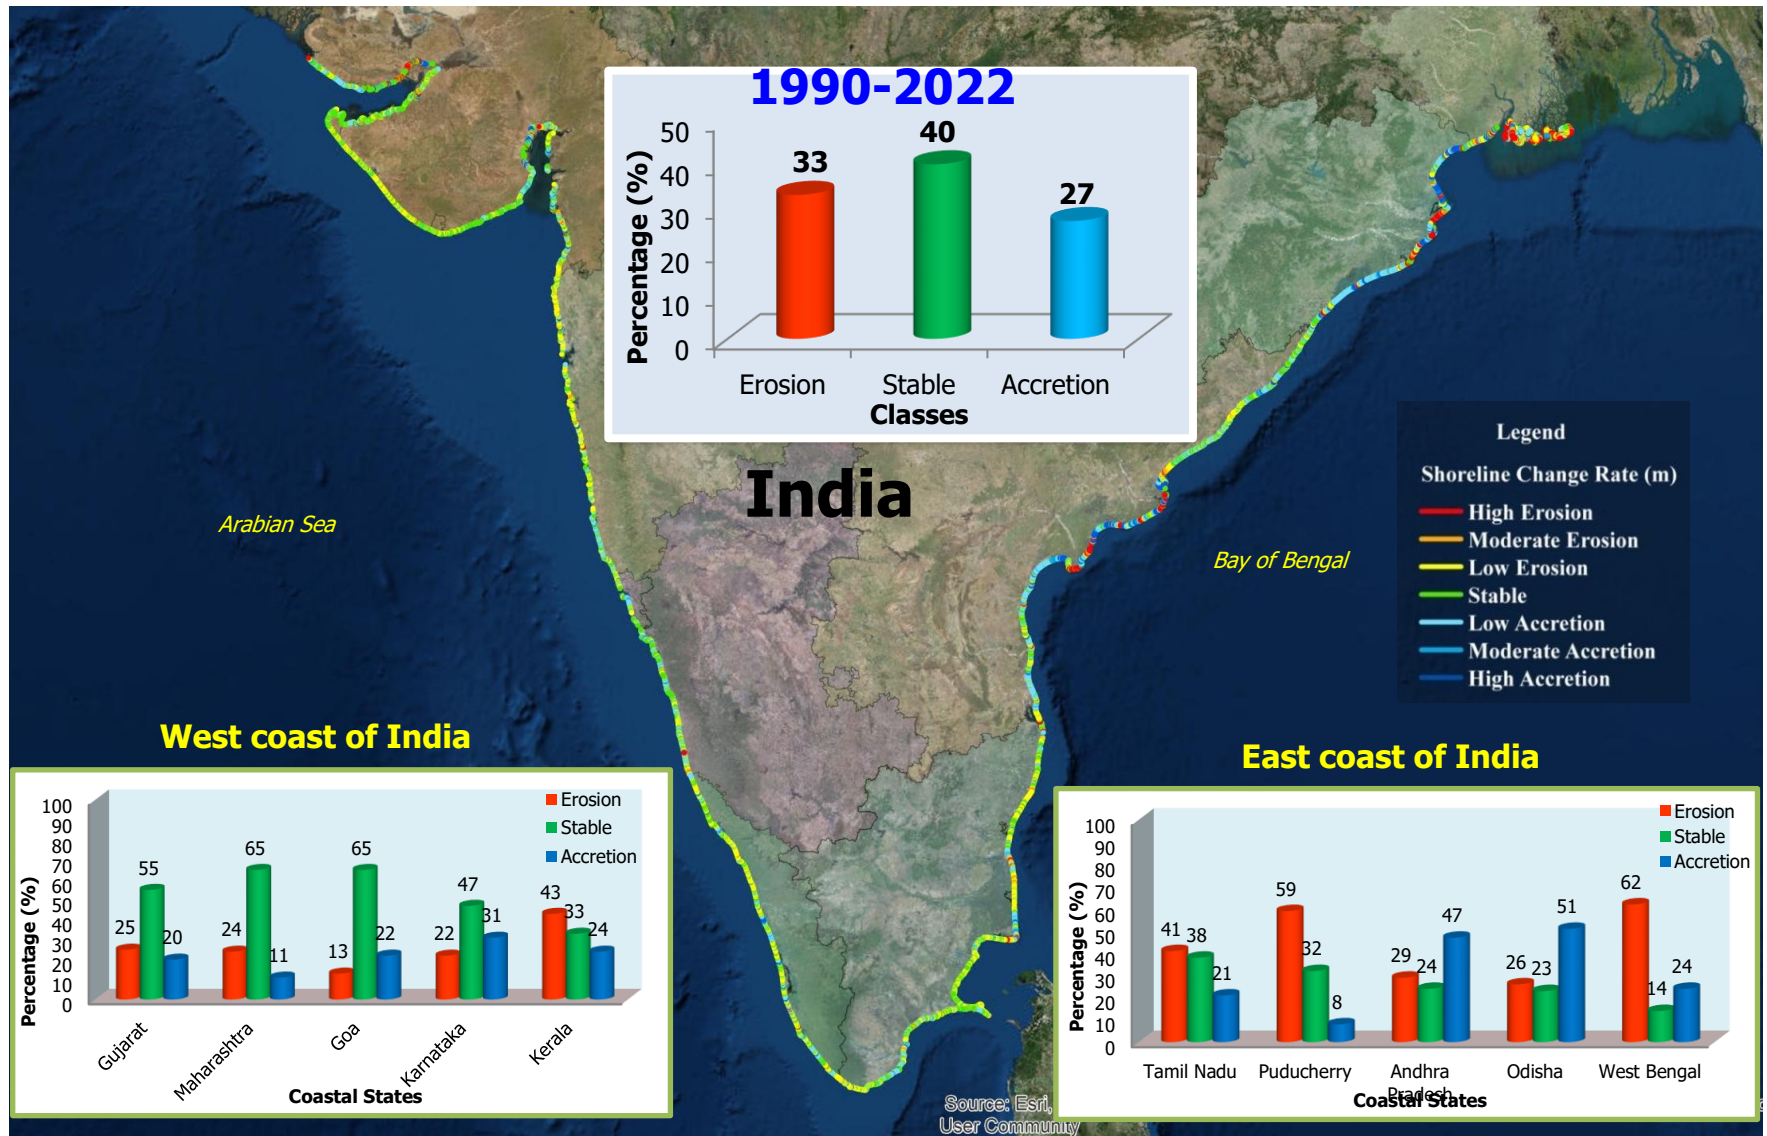 1990-2022
Percentage (%)
50
40
30
20
10
0
33
40
27
Erosion
Stable
Accretion
Classes
India
Arabian Sea
Bay of Bengal
Legend
Shoreline Change Rate (m)
High Erosion
Moderate Erosion
Low Erosion
Stable
Low Accretion
Moderate Accretion
High Accretion
West coast of India
Percentage (%)
100
90
80
70
60
50
40
30
20
10
0
Erosion
Stable
Accretion
25 55 20
24 65 11
13 65 22
22 47 31
43 33 24
Gujarat
Maharashtra
Goa
Karnataka
Kerala
Coastal States
East coast of India
Percentage (%)
100
90
80
70
60
50
40
30
20
10
0
Erosion
Stable
Accretion
41 38 21
59 32 8
29 24 47
26 23 51
62 14 24
Tamil Nadu
Puducherry
Andhra
Pradesh
Odisha
West Bengal
Coastal States
Source: Esri,
User Community